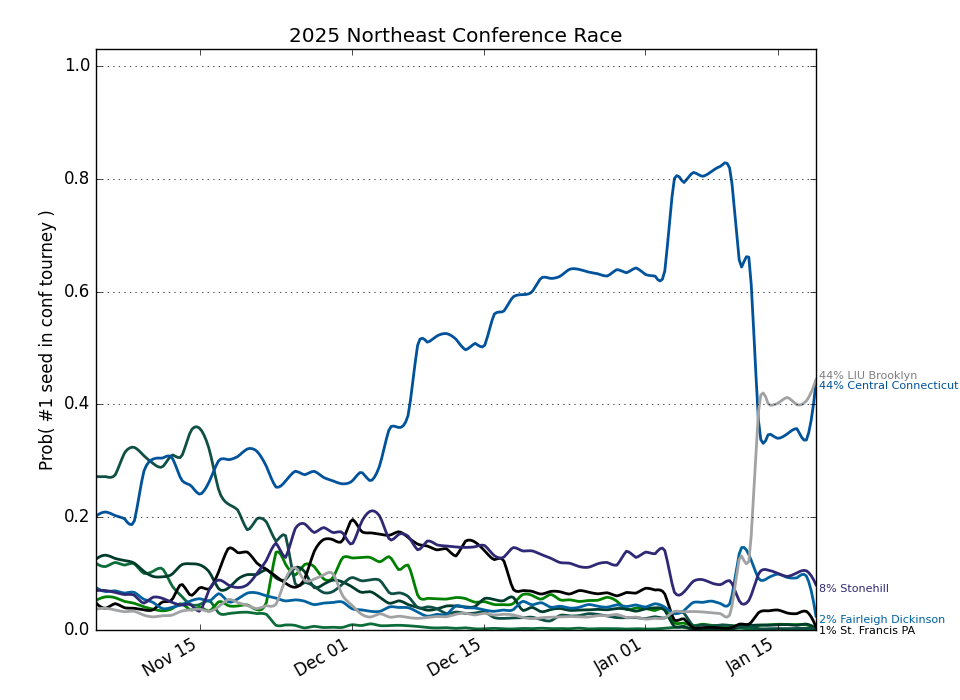 2025 Northeast Conference Race
Prob( #1 seed in conf tourney )
1.0
0.8
0.6
0.4
0.2
0.0
Nov 15
Dec 01
Dec 15
Jan 01
Jan 15
44% LIU Brooklyn
44% Central Connecticut
8% Stonehill
2% Fairleigh Dickinson
1% St. Francis PA